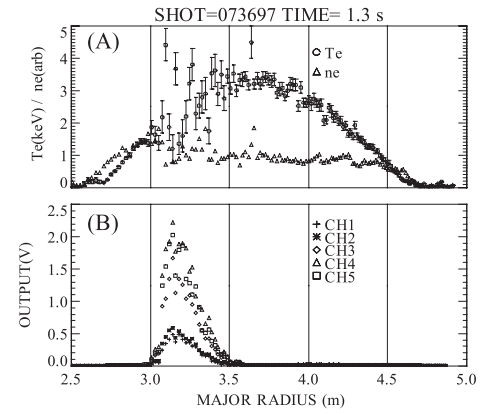 SHOT=073697 TIME= 1.3 s
(A)
Te(keV) / ne(arb)
5
4
3
2
1
0
Te
ne
(B)
OUTPUT(V)
2.5
2.0
1.5
1.0
0.5
0.0
CH1
CH2
CH3
CH4
CH5
2.5 3.0 3.5 4.0 4.5 5.0
MAJOR RADIUS (m)